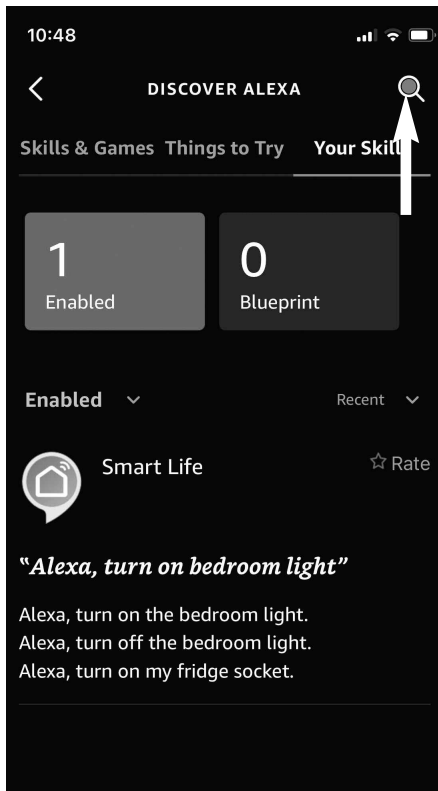 10:48
DISCOVER ALEXA
Skills & Games Things to Try Your Skill
1
Enabled
0
Blueprint
Enabled
Recent
Smart Life
Rate
“Alexa, turn on bedroom light”
Alexa, turn on the bedroom light.
Alexa, turn off the bedroom light.
Alexa, turn on my fridge socket.